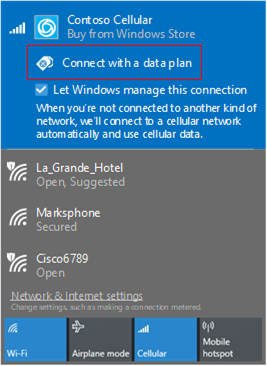 Contoso Cellular
Buy from Windows Store
Connect with a data plan
Let Windows manage this connection
When you're not connected to another kind of
network, we'll connect to a cellular network
automatically and use cellular data.
La_Grande_Hotel
Open, Suggested
Marksphone
Secured
Cisco6789
Open
Network & Internet settings
Change settings, such as making a connection metered.
Wi-Fi
Airplane mode
Cellular
Mobile
hotspot